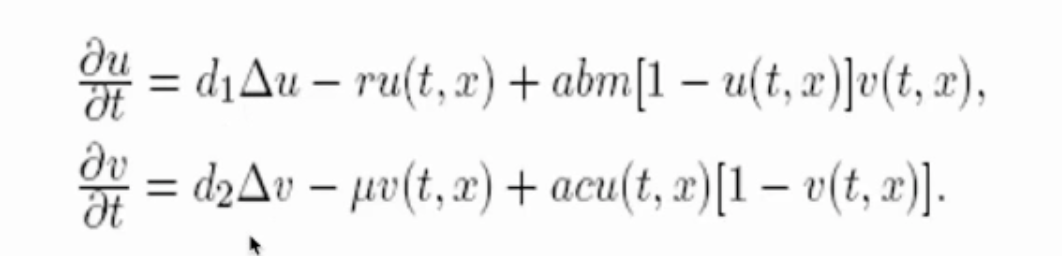 ∂u/∂t = d₁Δu − ru(t, x) + abm[1 − u(t, x)]v(t, x),
∂v/∂t = d₂Δv − μv(t, x) + acu(t, x)[1 − v(t, x)].